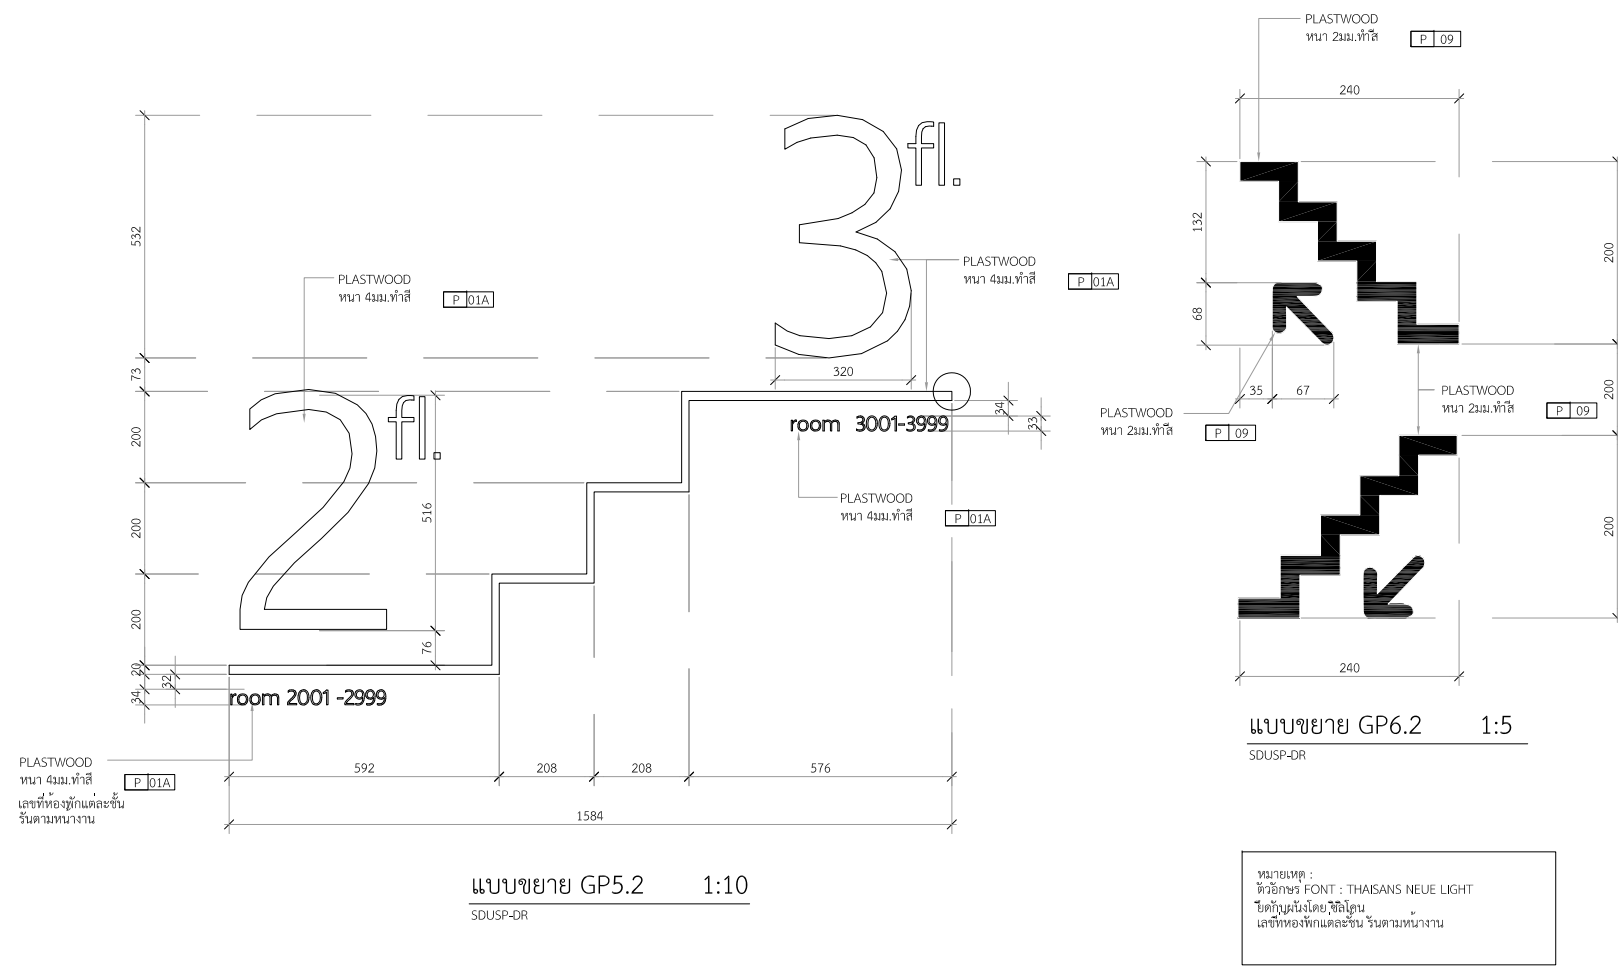 PLASTWOOD
หนา 2มม.ทำสี
P 09
240
3fl.
532
132
200
PLASTWOOD
หนา 4มม.ทำสี
P 01A
PLASTWOOD
หนา 4มม.ทำสี
P 01A
68
73
320
35
67
200
PLASTWOOD
หนา 2มม.ทำสี
P 09
2fl.
34
33
room 3001-3999
PLASTWOOD
หนา 2มม.ทำสี
P 09
200
516
PLASTWOOD
หนา 4มม.ทำสี
P 01A
200
200
200
76
20
32
34
room 2001 -2999
240
แบบขยาย GP6.2 1:5
SDUSP-DR
PLASTWOOD
หนา 4มม.ทำสี
P 01A
เลขที่ห้องพักแต่ละชั้น
รันตามหน้างาน
592
208
208
576
1584
แบบขยาย GP5.2 1:10
SDUSP-DR
หมายเหตุ :
ตัวอักษร FONT : THAISANS NEUE LIGHT
ยึดกับผนังโดย ซิลิโคน
เลขที่ห้องพักแต่ละชั้น รันตามหน้างาน